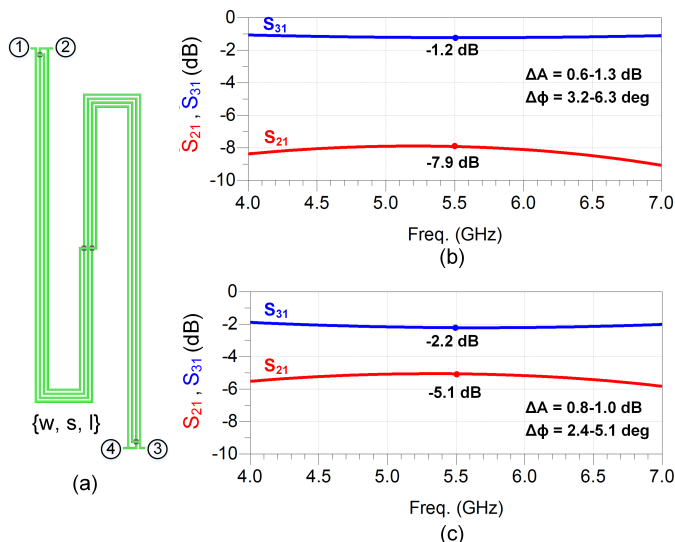 1 2
{w, s, l}
4 3
(a)
S21 , S31 (dB)
0
-2
-4
-6
-8
-10
S31
-1.2 dB
ΔA = 0.6-1.3 dB
Δϕ = 3.2-6.3 deg
S21
-7.9 dB
4.0 4.5 5.0 5.5 6.0 6.5 7.0
Freq. (GHz)
(b)
S21 , S31 (dB)
0
-2
-4
-6
-8
-10
S31
-2.2 dB
S21
-5.1 dB
ΔA = 0.8-1.0 dB
Δϕ = 2.4-5.1 deg
4.0 4.5 5.0 5.5 6.0 6.5 7.0
Freq. (GHz)
(c)